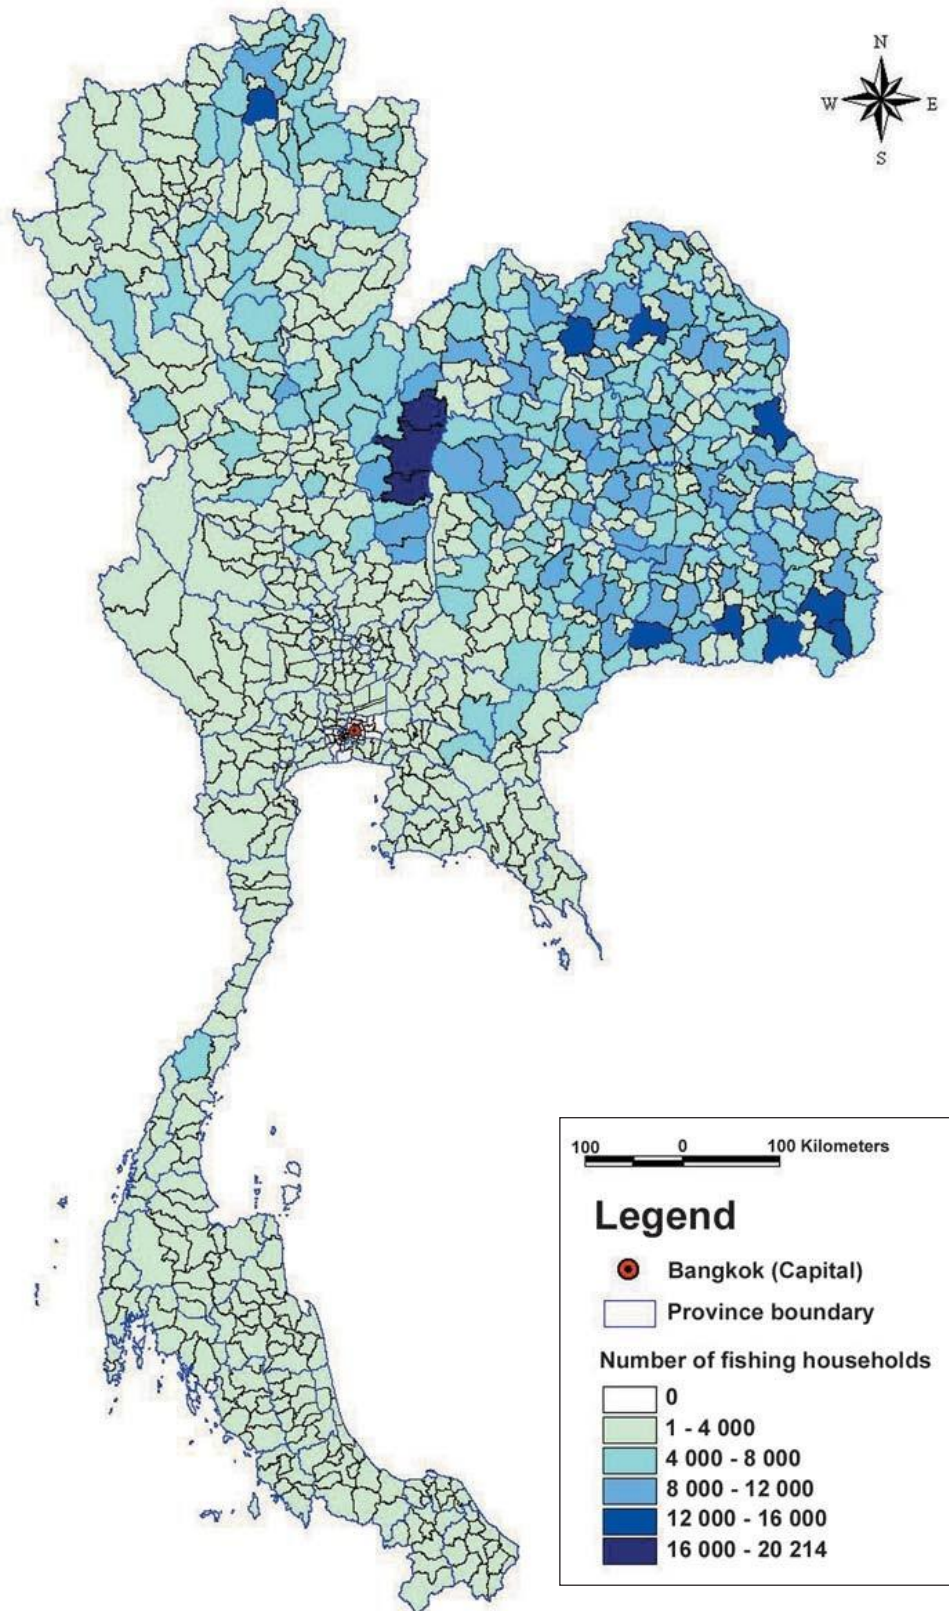 N
W E
S
100 0 100 Kilometers
Legend
Bangkok (Capital)
Province boundary
Number of fishing households
0
1 - 4 000
4 000 - 8 000
8 000 - 12 000
12 000 - 16 000
16 000 - 20 214